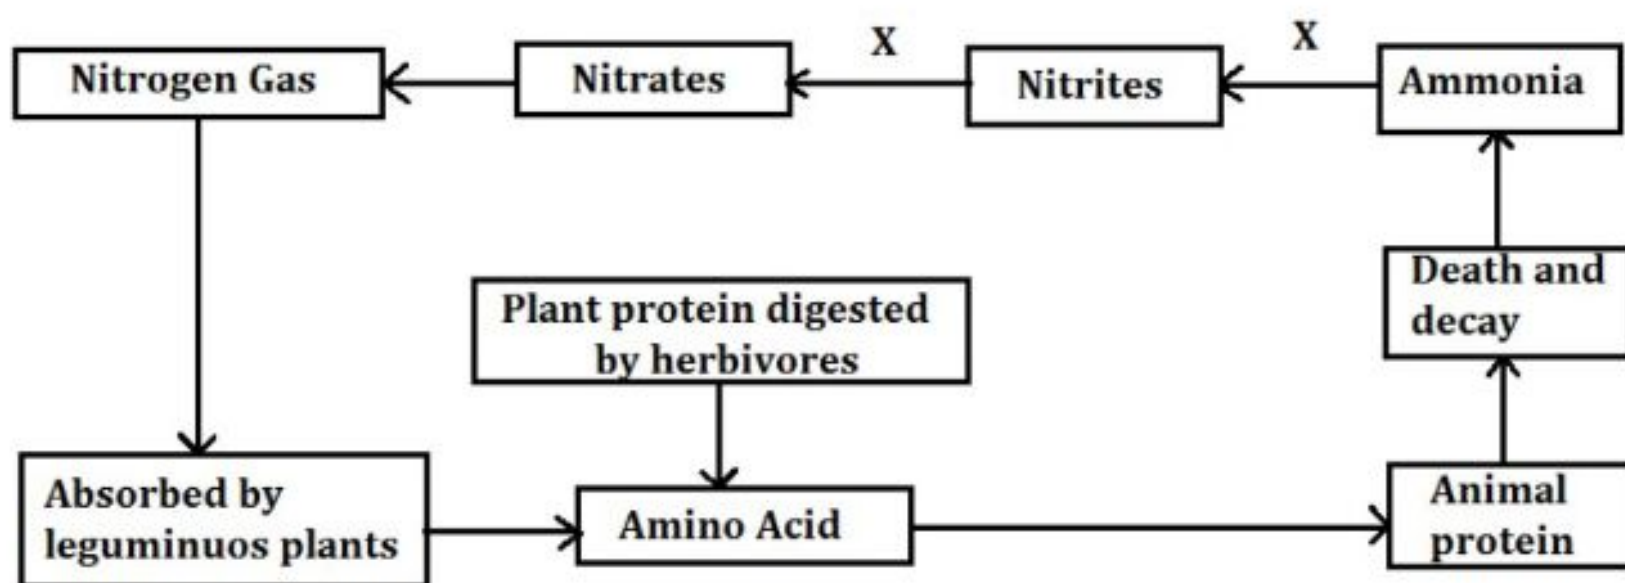 X
X
Nitrogen Gas
Nitrates
Nitrites
Ammonia
Plant protein digested
by herbivores
Death and
decay
Absorbed by
leguminuos plants
Amino Acid
Animal
protein